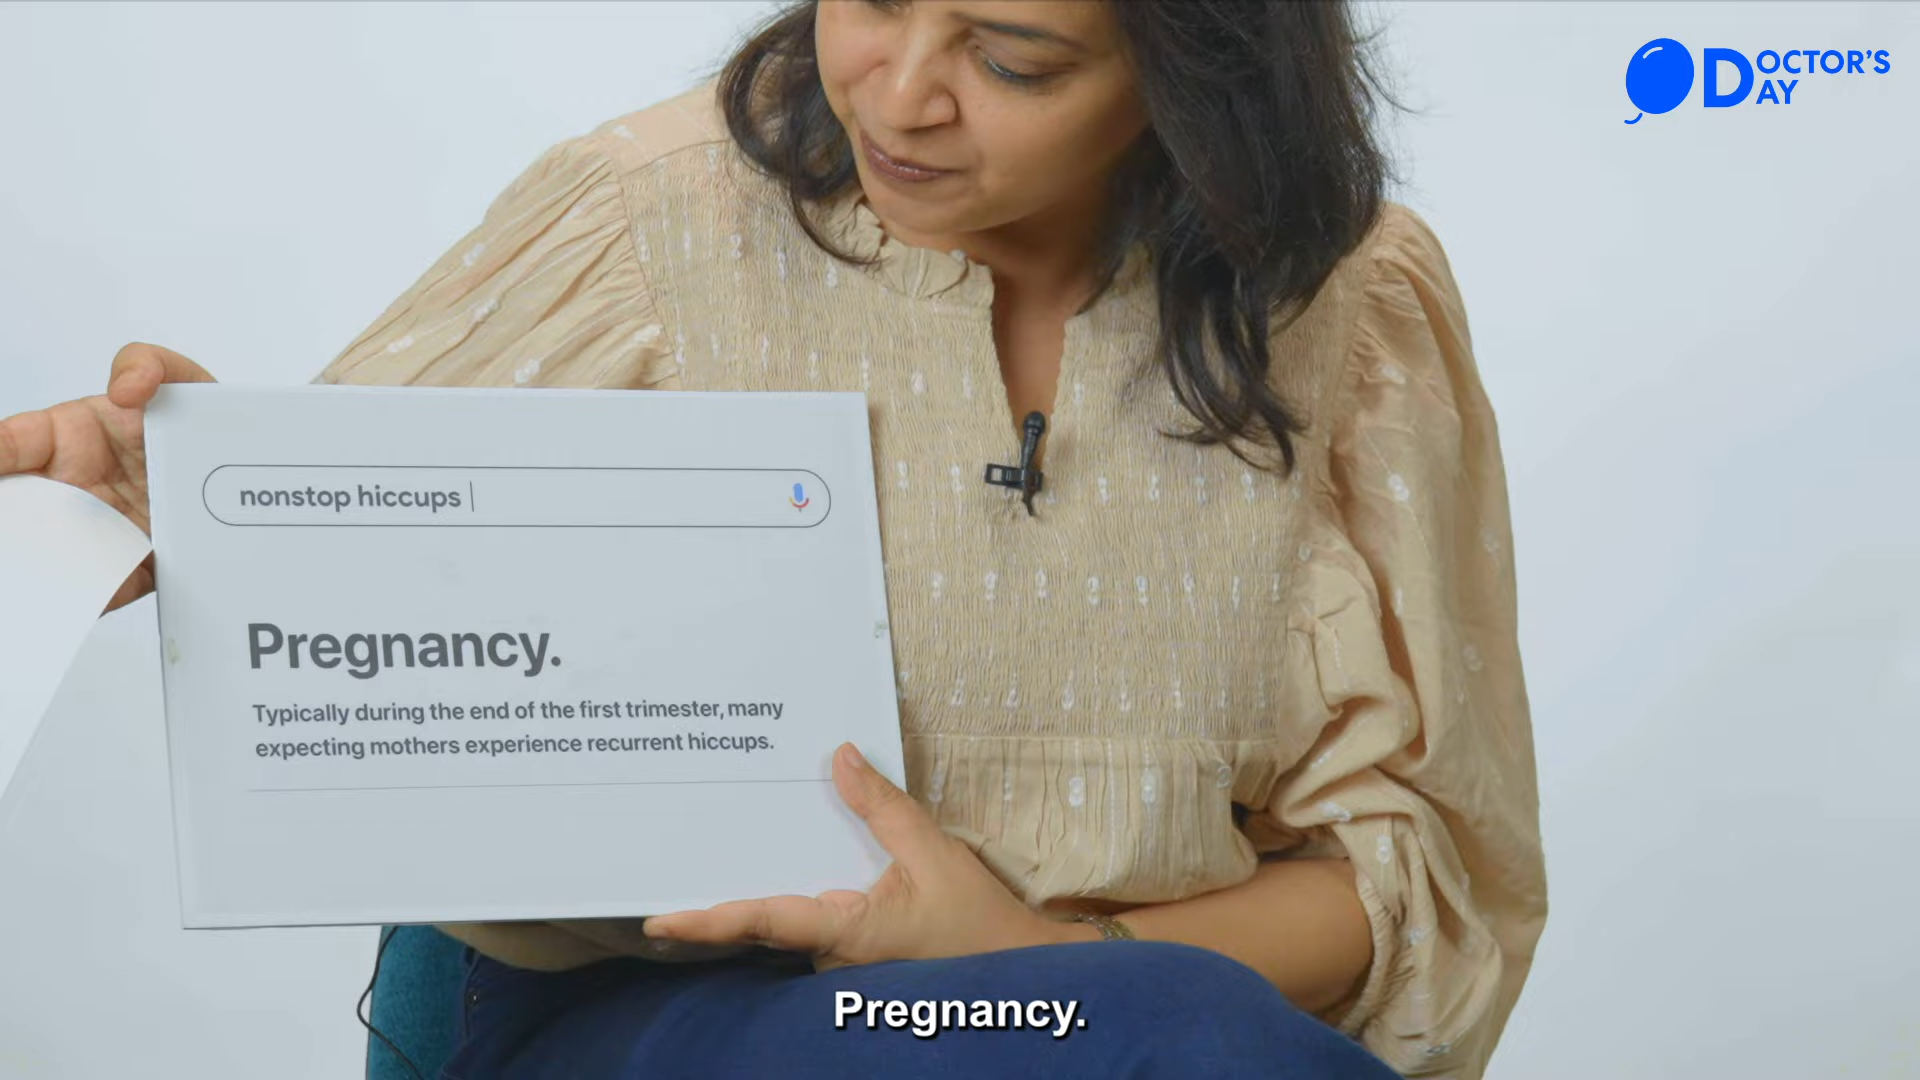 DOCTOR'S
DAY
nonstop hiccups
Pregnancy.
Typically during the end of the first trimester, many
expecting mothers experience recurrent hiccups.
Pregnancy.